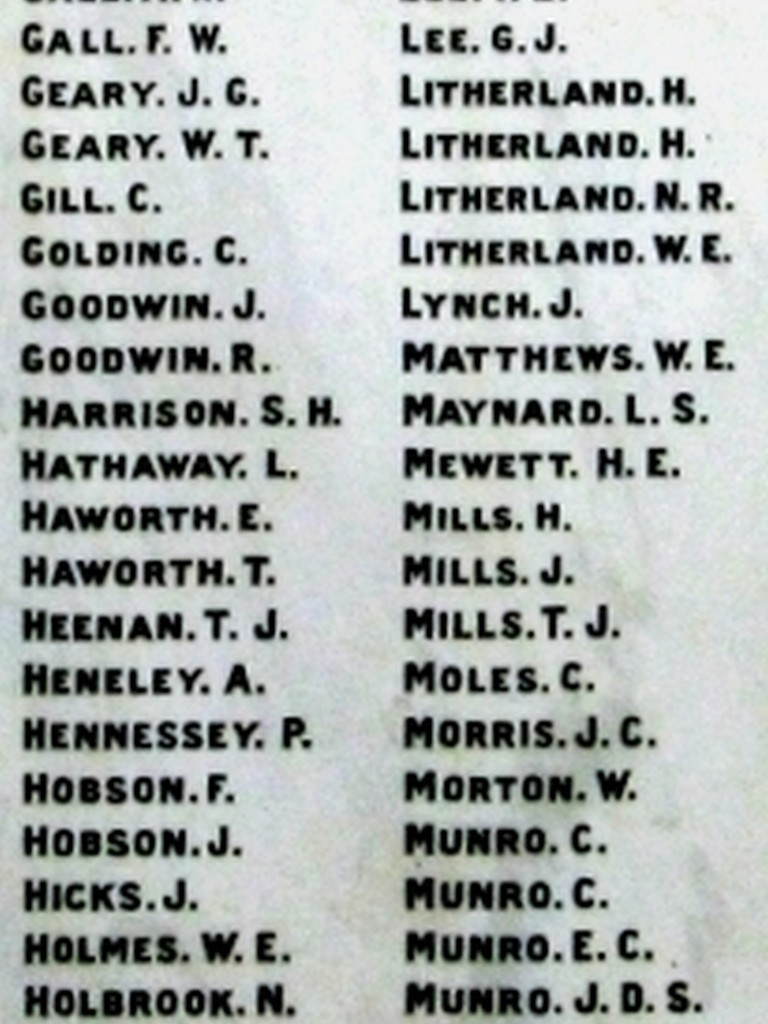 GALL. F. W.
GEARY. J. G.
GEARY. W. T.
GILL. C.
GOLDING. C.
GOODWIN. J.
GOODWIN. R.
HARRISON. S. H.
HATHAWAY. L.
HAWORTH. E.
HAWORTH. T.
HEENAN. T. J.
HENELEY. A.
HENNESSEY. P.
HOBSON. F.
HOBSON. J.
HICKS. J.
HOLMES. W. E.
HOLBROOK. N.
LEE. G. J.
LITHERLAND. H.
LITHERLAND. H.
LITHERLAND. N. R.
LITHERLAND. W. E.
LYNCH. J.
MATTHEWS. W. E.
MAYNARD. L. S.
MEWETT. H. E.
MILLS. H.
MILLS. J.
MILLS. T. J.
MOLES. C.
MORRIS. J. C.
MORTON. W.
MUNRO. C.
MUNRO. C.
MUNRO. E. C.
MUNRO. J. D. S.